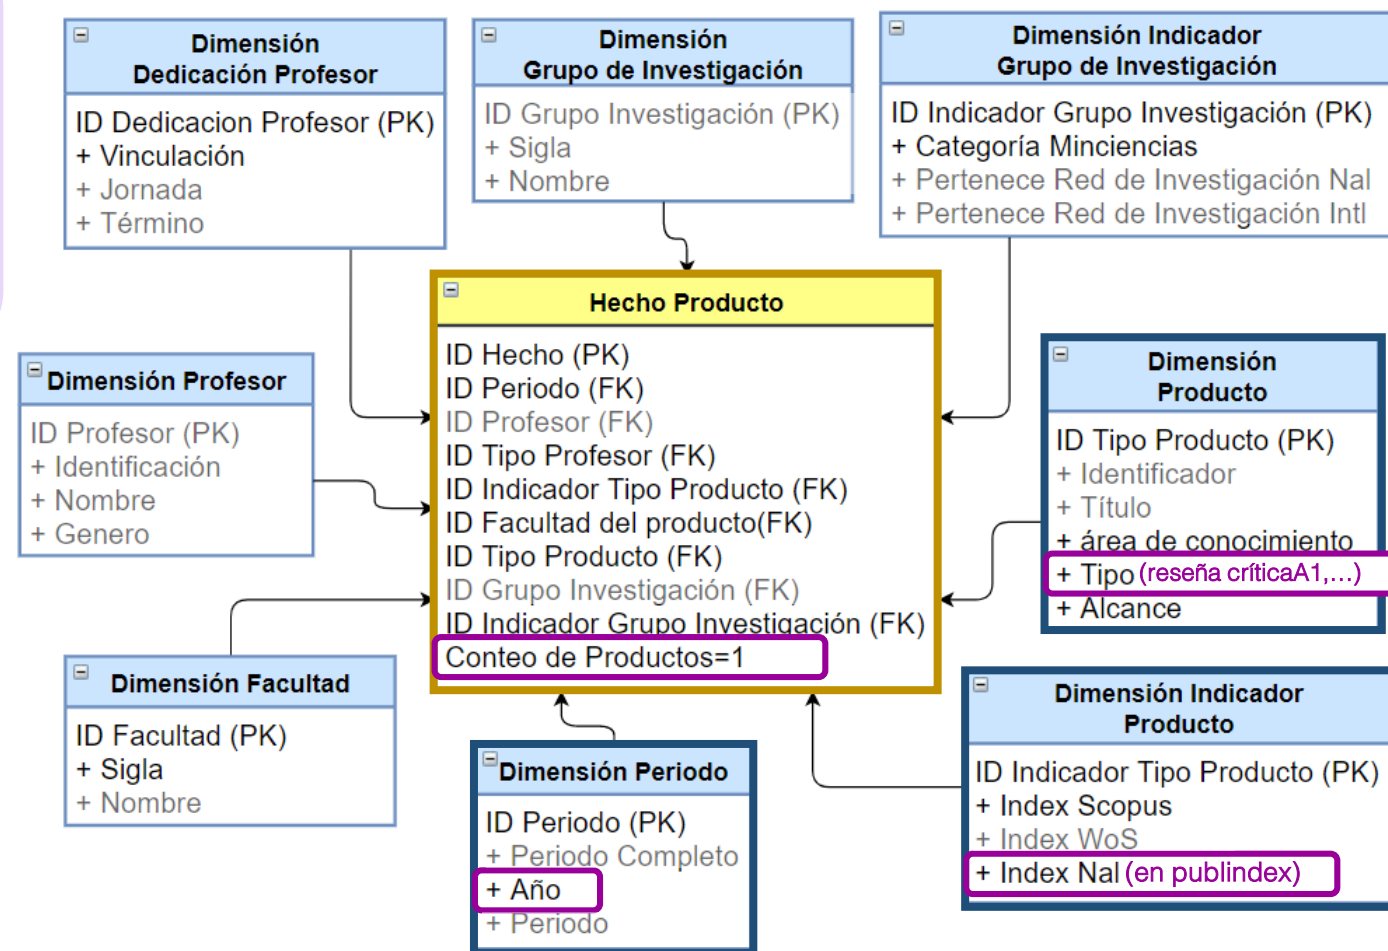 Dimensión
Dedicación Profesor
ID Dedicacion Profesor (PK)
+ Vinculación
+ Jornada
+ Término
Dimensión
Grupo de Investigación
ID Grupo Investigación (PK)
+ Sigla
+ Nombre
Dimensión Indicador
Grupo de Investigación
ID Indicador Grupo Investigación (PK)
+ Categoría Minciencias
+ Pertenece Red de Investigación Nal
+ Pertenece Red de Investigación Intl
Hecho Producto
ID Hecho (PK)
ID Periodo (FK)
ID Profesor (FK)
ID Tipo Profesor (FK)
ID Indicador Tipo Producto (FK)
ID Facultad del producto(FK)
ID Tipo Producto (FK)
ID Grupo Investigación (FK)
ID Indicador Grupo Investigación (FK)
Conteo de Productos=1
Dimensión Profesor
ID Profesor (PK)
+ Identificación
+ Nombre
+ Genero
Dimensión
Producto
ID Tipo Producto (PK)
+ Identificador
+ Título
+ área de conocimiento
+ Tipo (reseña críticaA1,...)
+ Alcance
Dimensión Facultad
ID Facultad (PK)
+ Sigla
+ Nombre
Dimensión Periodo
ID Periodo (PK)
+ Periodo Completo
+ Año
+ Periodo
Dimensión Indicador
Producto
ID Indicador Tipo Producto (PK)
+ Index Scopus
+ Index WoS
+ Index Nal (en publindex)